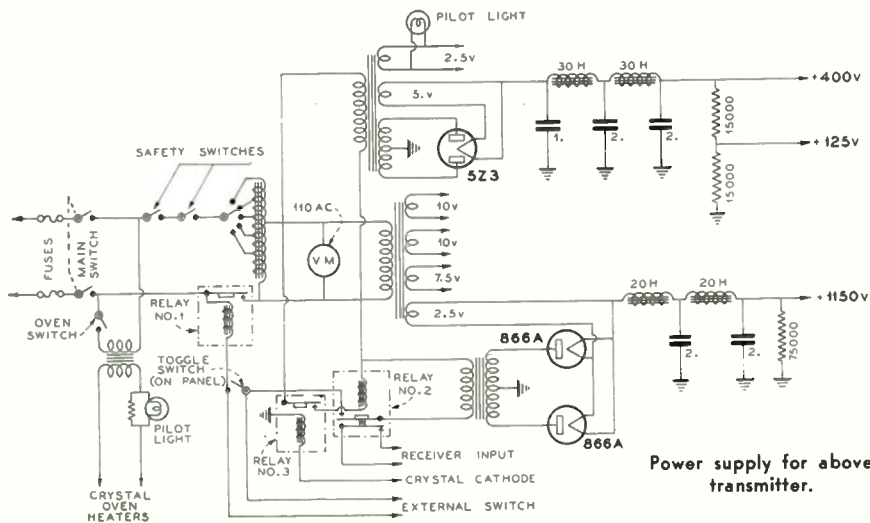 PILOT LIGHT
2.5v
5.v
5Z3
30 H
30 H
1.
2.
2.
15000
15000
+400v
+125v
SAFETY SWITCHES
110 AC
VM
10v
10v
7.5v
2.5v
FUSES
MAIN
SWITCH
OVEN
SWITCH
RELAY
NO.1
TOGGLE
SWITCH
(ON PANEL)
PILOT
LIGHT
CRYSTAL
OVEN
HEATERS
RELAY
NO.2
RELAY
NO.3
866A
866A
20 H
20 H
2.
2.
75000
+1150v
RECEIVER INPUT
CRYSTAL CATHODE
EXTERNAL SWITCH
Power supply for above
transmitter.